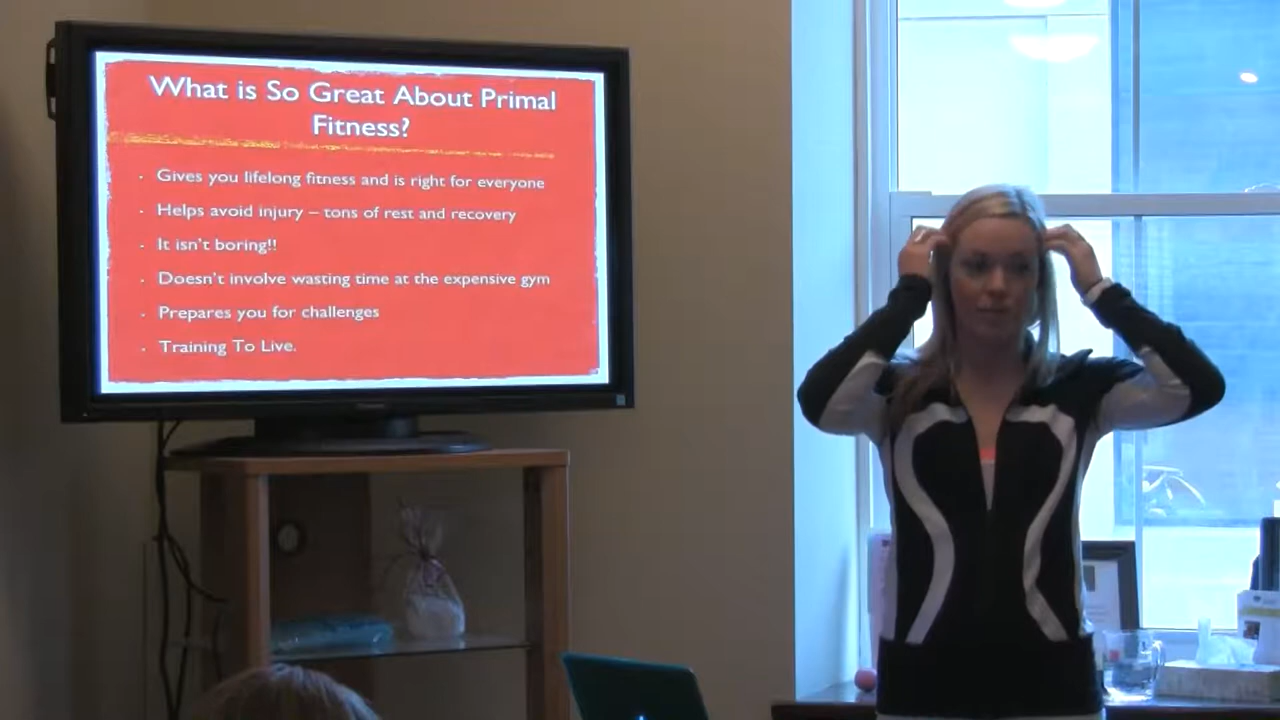 What is So Great About Primal
Fitness?
· Gives you lifelong fitness and is right for everyone
· Helps avoid injury – tons of rest and recovery
· It isn't boring!!
· Doesn't involve wasting time at the expensive gym
· Prepares you for challenges
· Training To Live.